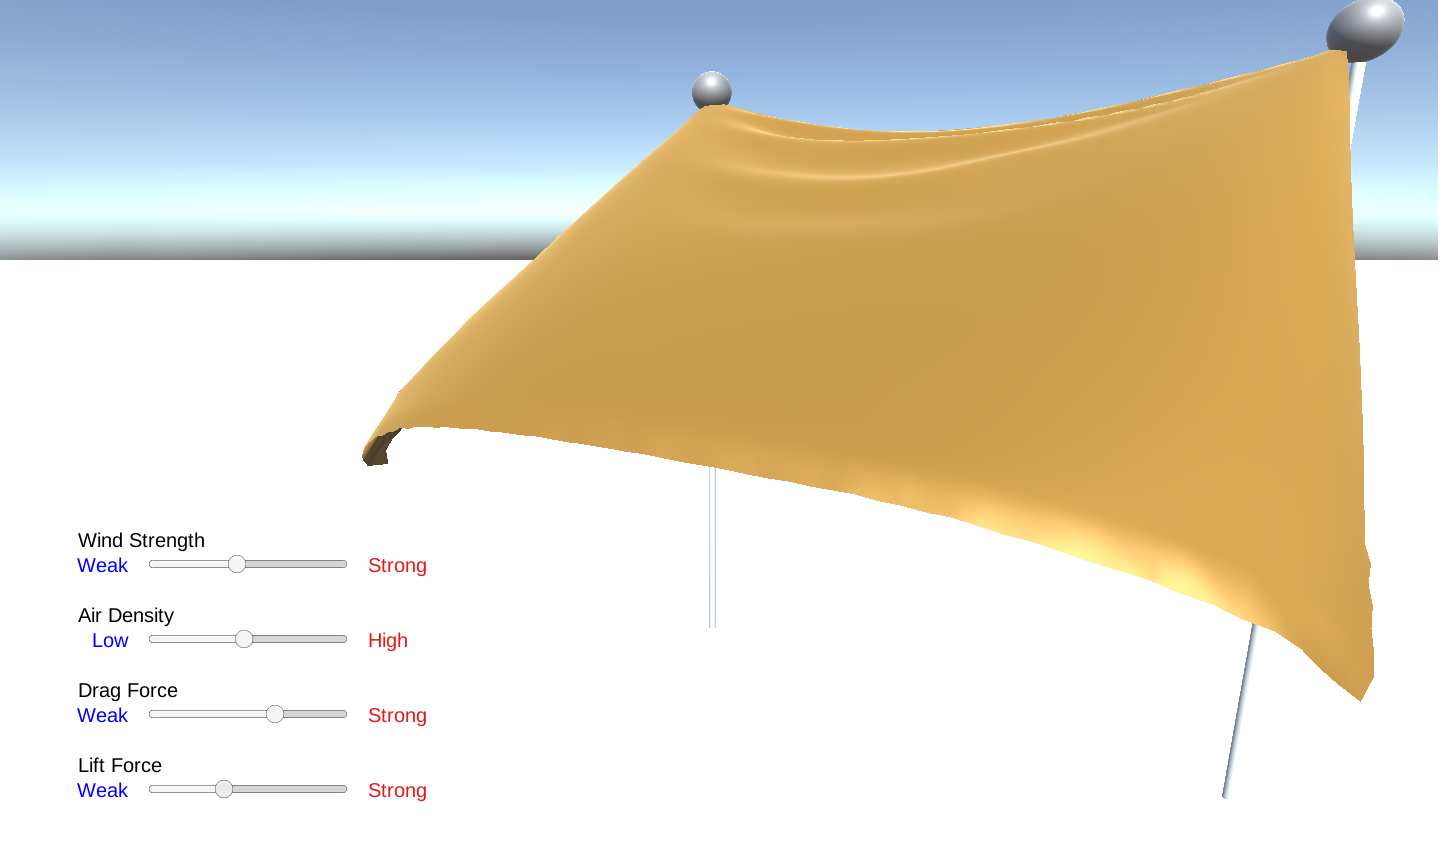 Wind Strength
Weak Strong
Air Density
Low High
Drag Force
Weak Strong
Lift Force
Weak Strong